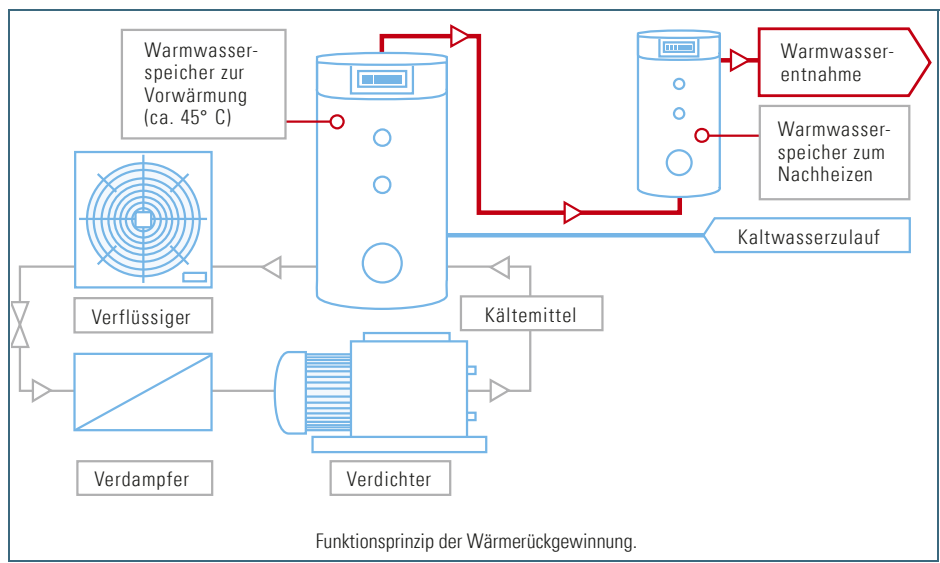 Warmwasser-
speicher zur
Vorwärmung
(ca. 45° C)
Warmwasser-
entnahme
Warmwasser-
speicher zum
Nachheizen
Kaltwasserzulauf
Verflüssiger
Kältemittel
Verdampfer
Verdichter
Funktionsprinzip der Wärmerückgewinnung.